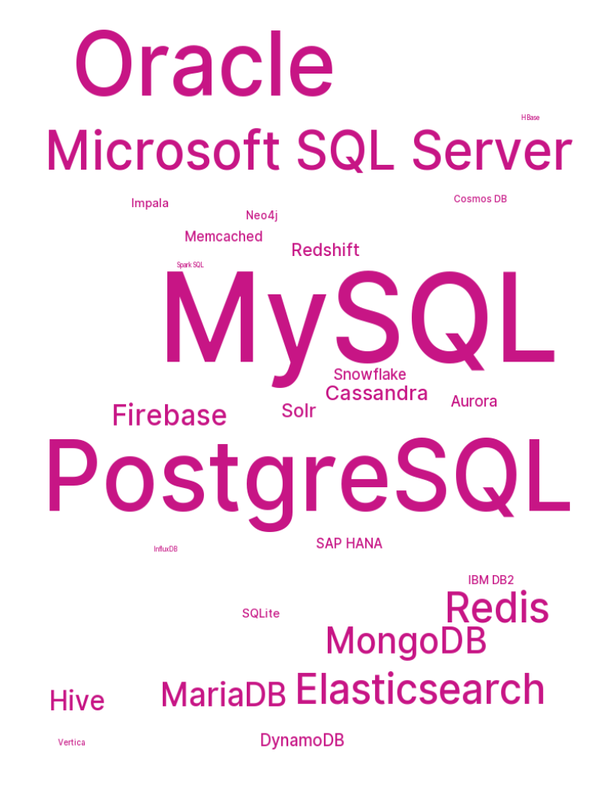 Oracle
HBase
Microsoft SQL Server
Impala
Cosmos DB
Neo4j
Memcached
Redshift
Spark SQL
MySQL
Snowflake
Cassandra
Aurora
Solr
Firebase
PostgreSQL
SAP HANA
InfluxDB
IBM DB2
Redis
SQLite
MongoDB
Elasticsearch
MariaDB
Hive
DynamoDB
Vertica